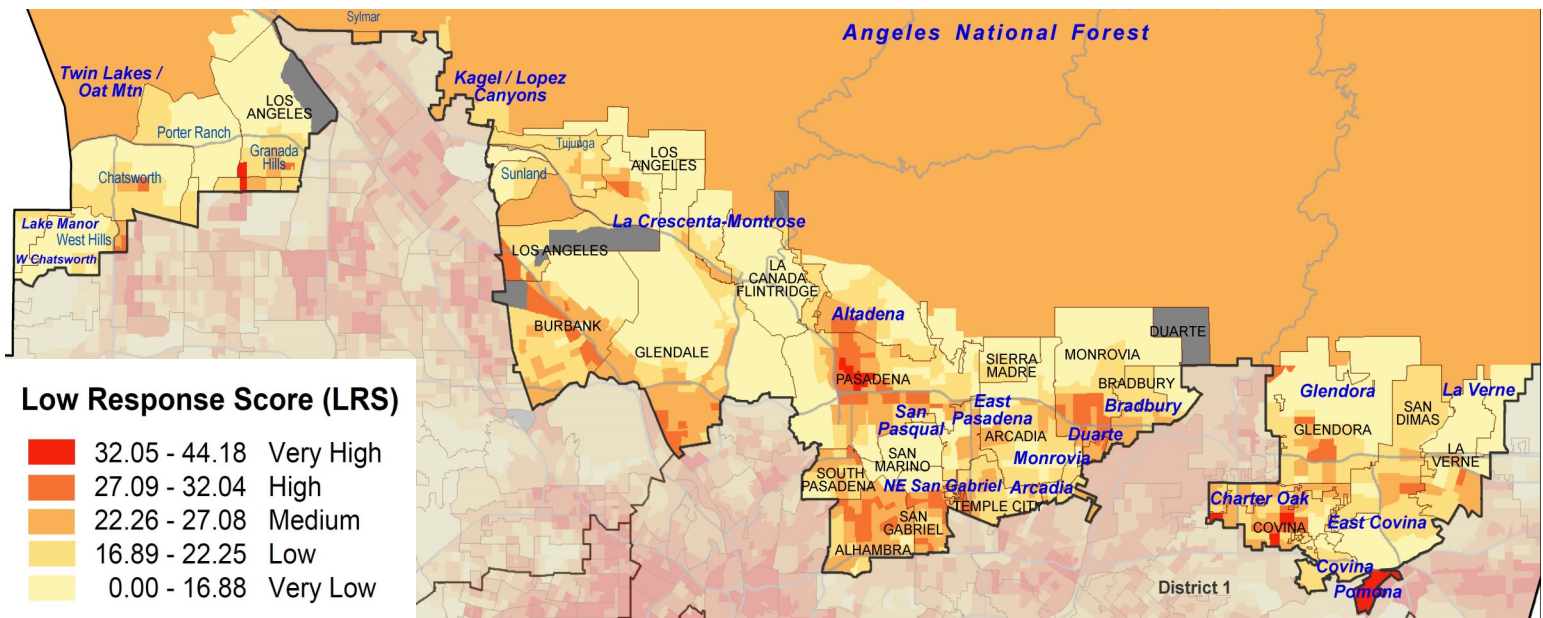 Sylmar
Angeles National Forest
Twin Lakes /
Oat Mtn
Kagel / Lopez
Canyons
LOS
ANGELES
Porter Ranch
Granada
Hills
Tujunga
LOS
ANGELES
Chatsworth
Sunland
Lake Manor
West Hills
W Chatsworth
La Crescenta-Montrose
LOS ANGELES
LA
CANADA
FLINTRIDGE
BURBANK
GLENDALE
Altadena
PASADENA
SIERRA
MADRE
MONROVIA
DUARTE
BRADBURY
Bradbury
East
Pasadena
San
Pasqual
ARCADIA
Duarte
Monrovia
SAN
MARINO
SOUTH
PASADENA
NE San Gabriel
Arcadia
TEMPLE CITY
SAN
GABRIEL
ALHAMBRA
Glendora
La Verne
SAN
DIMAS
GLENDORA
LA
VERNE
Charter Oak
COVINA
East Covina
Covina
Pomona
District 1
Low Response Score (LRS)
32.05 - 44.18 Very High
27.09 - 32.04 High
22.26 - 27.08 Medium
16.89 - 22.25 Low
0.00 - 16.88 Very Low